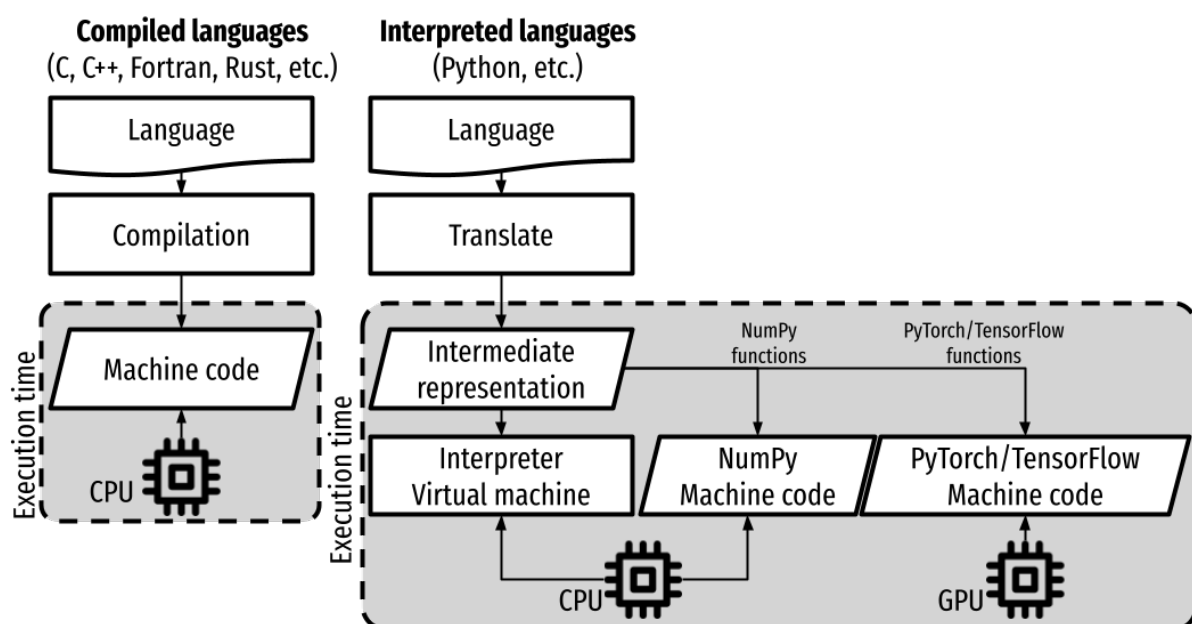 Compiled languages
(C, C++, Fortran, Rust, etc.)
Language
Compilation
Execution time
Machine code
CPU
Interpreted languages
(Python, etc.)
Language
Translate
Execution time
Intermediate
representation
NumPy
functions
PyTorch/TensorFlow
functions
Interpreter
Virtual machine
NumPy
Machine code
PyTorch/TensorFlow
Machine code
CPU
GPU